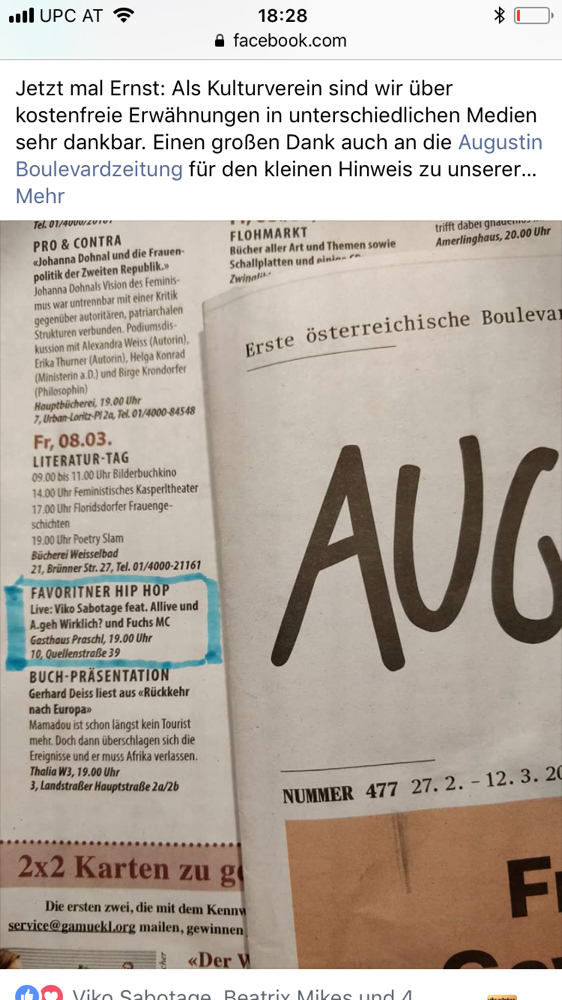 UPC AT
18:28
facebook.com
Jetzt mal Ernst: Als Kulturverein sind wir über
kostenfreie Erwähnungen in unterschiedlichen Medien
sehr dankbar. Einen großen Dank auch an die Augustin
Boulevardzeitung für den kleinen Hinweis zu unserer...
Mehr
PRO & CONTRA
«Johanna Dohnal und die Frauen-
politik der Zweiten Republik.»
Johanna Dohnals Vision des Feminis-
mus war untrennbar mit einer Kritik
gegenüber autoritären, patriarchalen
Strukturen verbunden. Podiumsdis-
kussion mit Alexandra Weiss (Autorin),
Erika Thurner (Autorin), Helga Konrad
(Ministerin a.D.) und Birge Krondorfer
(Philosophin)
Hauptbücherei, 19.00 Uhr
7, Urban-Loritz-Pl 2a, Tel. 01/4000-84548
Fr, 08.03.
LITERATUR-TAG
09.00 bis 11.00 Uhr Bilderbuchkino
14.00 Uhr Feministisches Kasperltheater
17.00 Uhr Floridsdorfer Frauenge-
schichten
19.00 Uhr Poetry Slam
Bücherei Weisselbad
21, Brünner Str. 27, Tel. 01/4000-21161
FAVORITNER HIP HOP
Live: Viko Sabotage feat. Allive und
A.geh Wirklich? und Fuchs MC
Gasthaus Praschl, 19.00 Uhr
10, Quellenstraße 39
BUCH-PRÄSENTATION
Gerhard Deiss liest aus «Rückkehr
nach Europa»
Mamadou ist schon längst kein Tourist
mehr. Doch dann überschlagen sich die
Ereignisse und er muss Afrika verlassen.
Thalia W3, 19.00 Uhr
3, Landstraßer Hauptstraße 2a/2b
2x2 Karten zu
Die ersten zwei, die mit dem
service@gamuekl.org mailen, gewinnen
«Der
FLOHMARKT
Bücher aller Art und Themen sowie
Schallplatten und
trifft dabei
Amerlinghaus, 20.00 Uhr
Erste österreichische Boulevar
AUG
NUMMER 477 27. 2. – 12. 3. 20
Viko Sabotage, Beatrix Mikes und 4